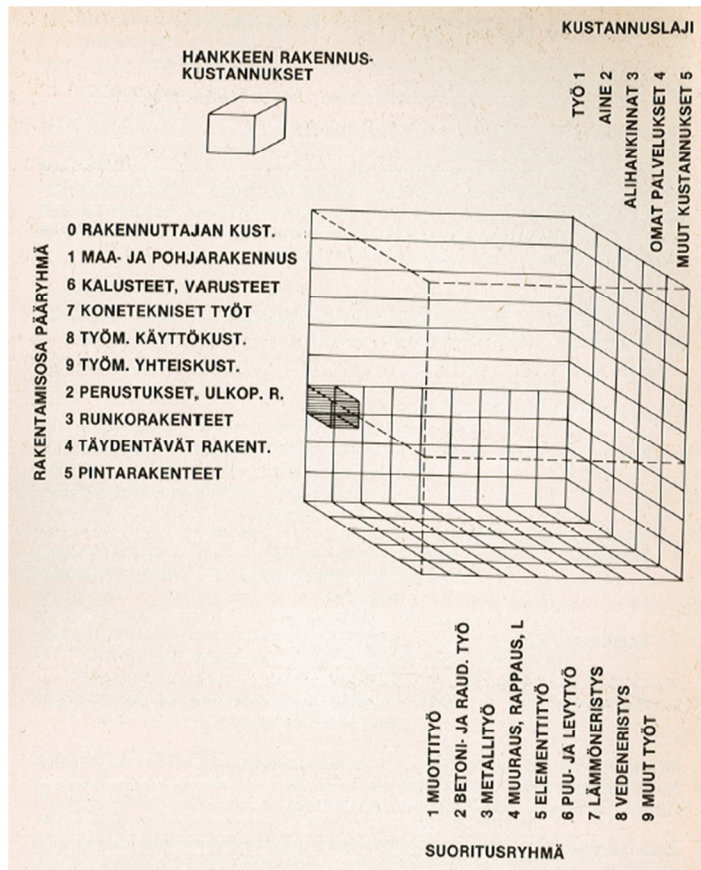 KUSTANNUSLAJI
HANKKEEN RAKENNUS-
KUSTANNUKSET
TYÖ 1
AINE 2
ALIHANKINNAT 3
OMAT PALVELUKSET 4
MUUT KUSTANNUKSET 5
RAKENTAMISOSA PÄÄRYHMÄ
0 RAKENNUTTAJAN KUST.
1 MAA- JA POHJARAKENNUS
6 KALUSTEET, VARUSTEET
7 KONETEKNISET TYÖT
8 TYÖM. KÄYTTÖKUST.
9 TYÖM. YHTEISKUST.
2 PERUSTUKSET, ULKOP. R.
3 RUNKORAKENTEET
4 TÄYDENTÄVÄT RAKENT.
5 PINTARAKENTEET
1 MUOTTITYÖ
2 BETONI- JA RAUD. TYÖ
3 METALLITYÖ
4 MUURAUS, RAPPAUS, L
5 ELEMENTTITYÖ
6 PUU- JA LEVYTYÖ
7 LÄMMÖNERISTYS
8 VEDENERISTYS
9 MUUT TYÖT
SUORITUSRYHMÄ